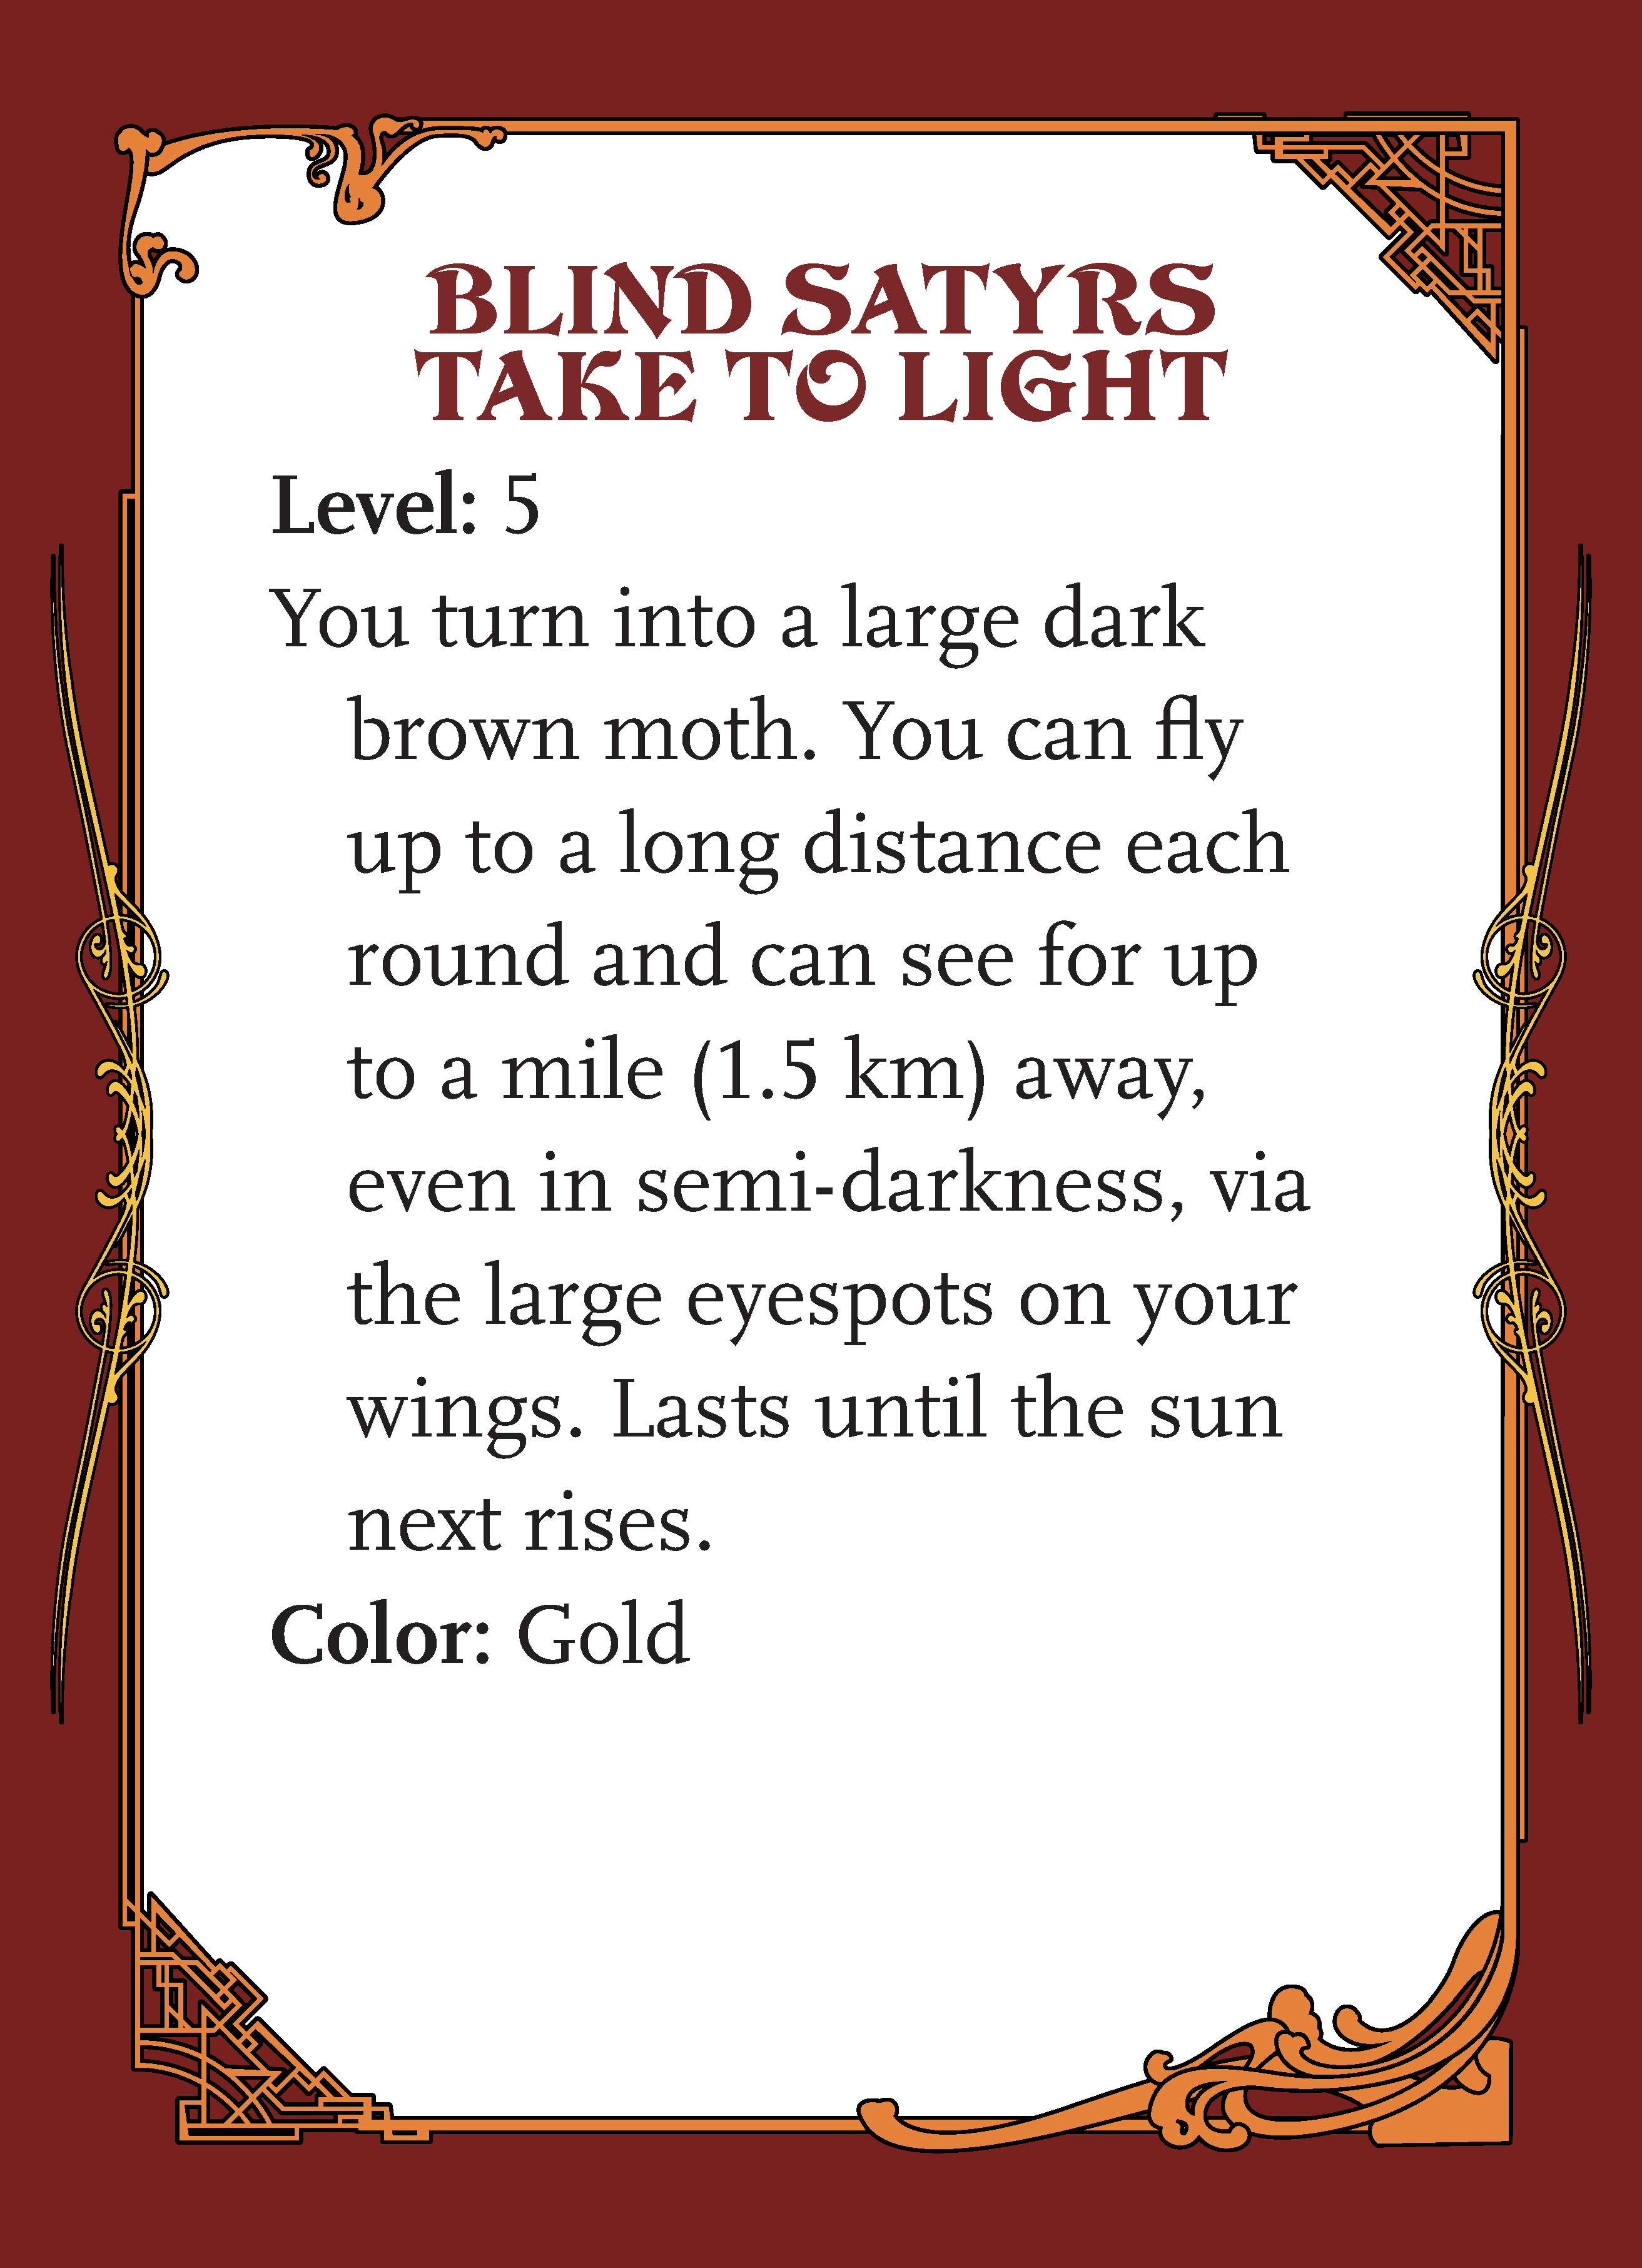 BLIND SATYRS
TAKE TO LIGHT
Level: 5
You turn into a large dark
brown moth. You can fly
up to a long distance each
round and can see for up
to a mile (1.5 km) away,
even in semi-darkness, via
the large eyespots on your
wings. Lasts until the sun
next rises.
Color: Gold